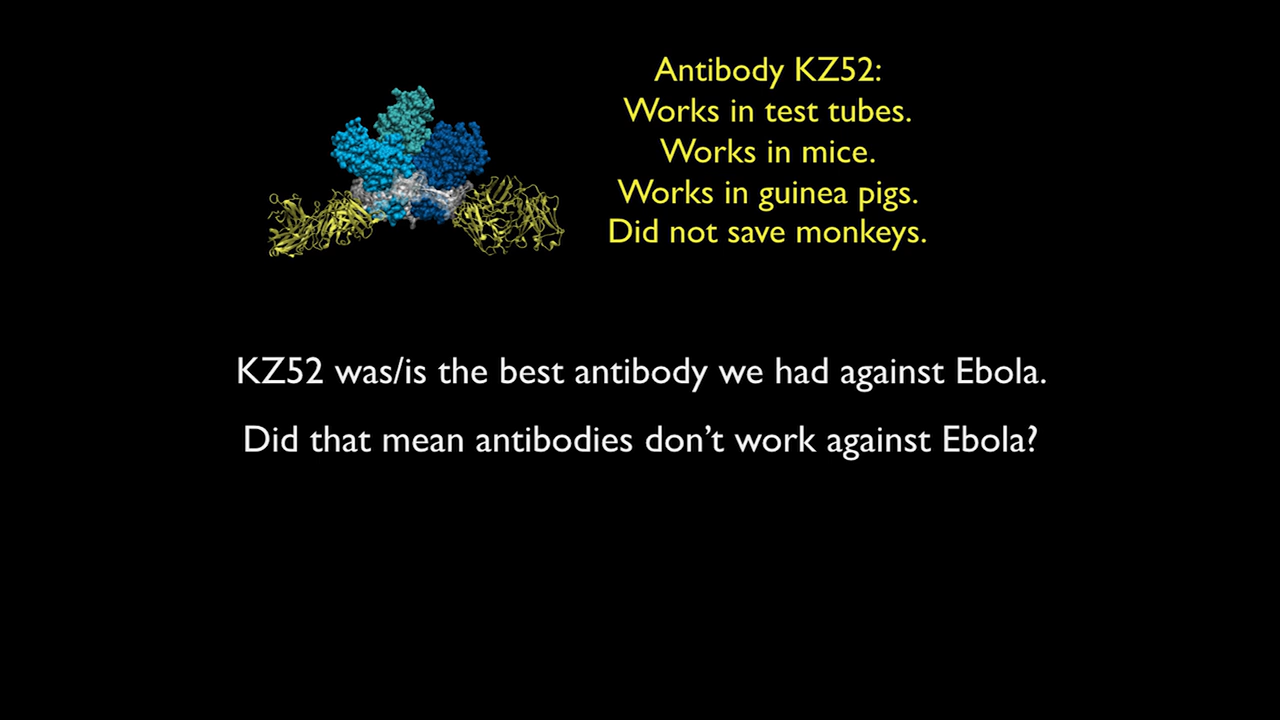 Antibody KZ52:
Works in test tubes.
Works in mice.
Works in guinea pigs.
Did not save monkeys.
KZ52 was/is the best antibody we had against Ebola.
Did that mean antibodies don’t work against Ebola?